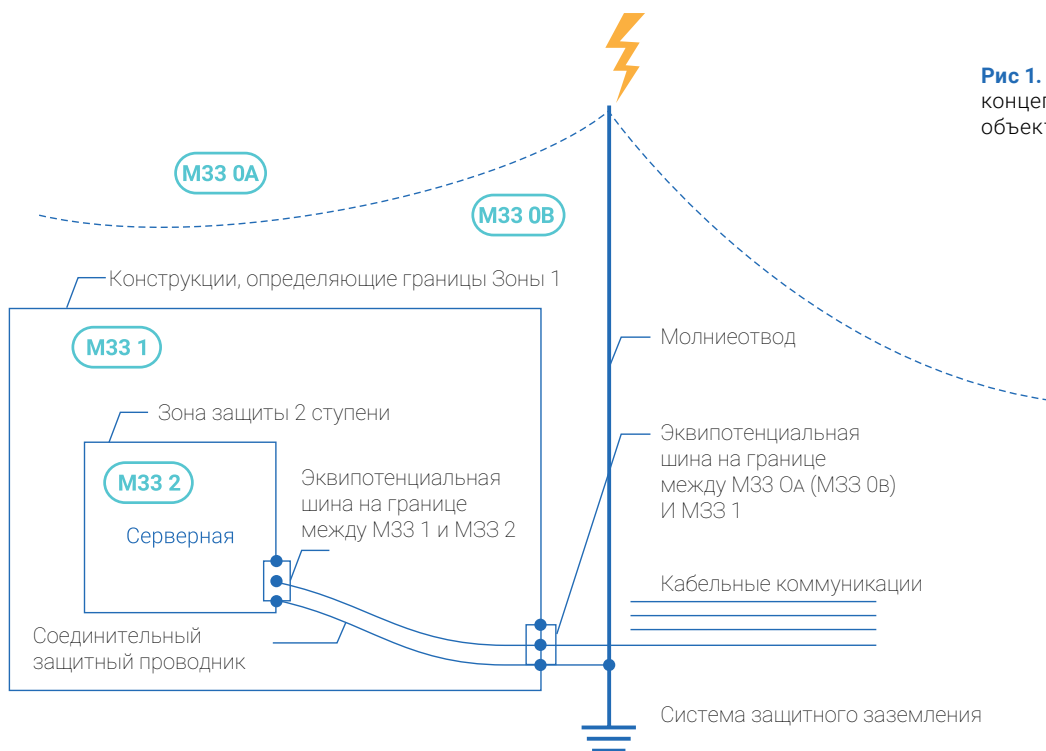 Рис 1.
МЗЗ 0А
МЗЗ 0В
Конструкции, определяющие границы Зоны 1
МЗЗ 1
Молниеотвод
Зона защиты 2 ступени
Эквипотенциальная
шина на границе
между МЗЗ 0А (МЗЗ 0В)
И МЗЗ 1
МЗЗ 2
Серверная
Эквипотенциальная
шина на границе
между МЗЗ 1 и МЗЗ 2
Кабельные коммуникации
Соединительный
защитный проводник
Система защитного заземления